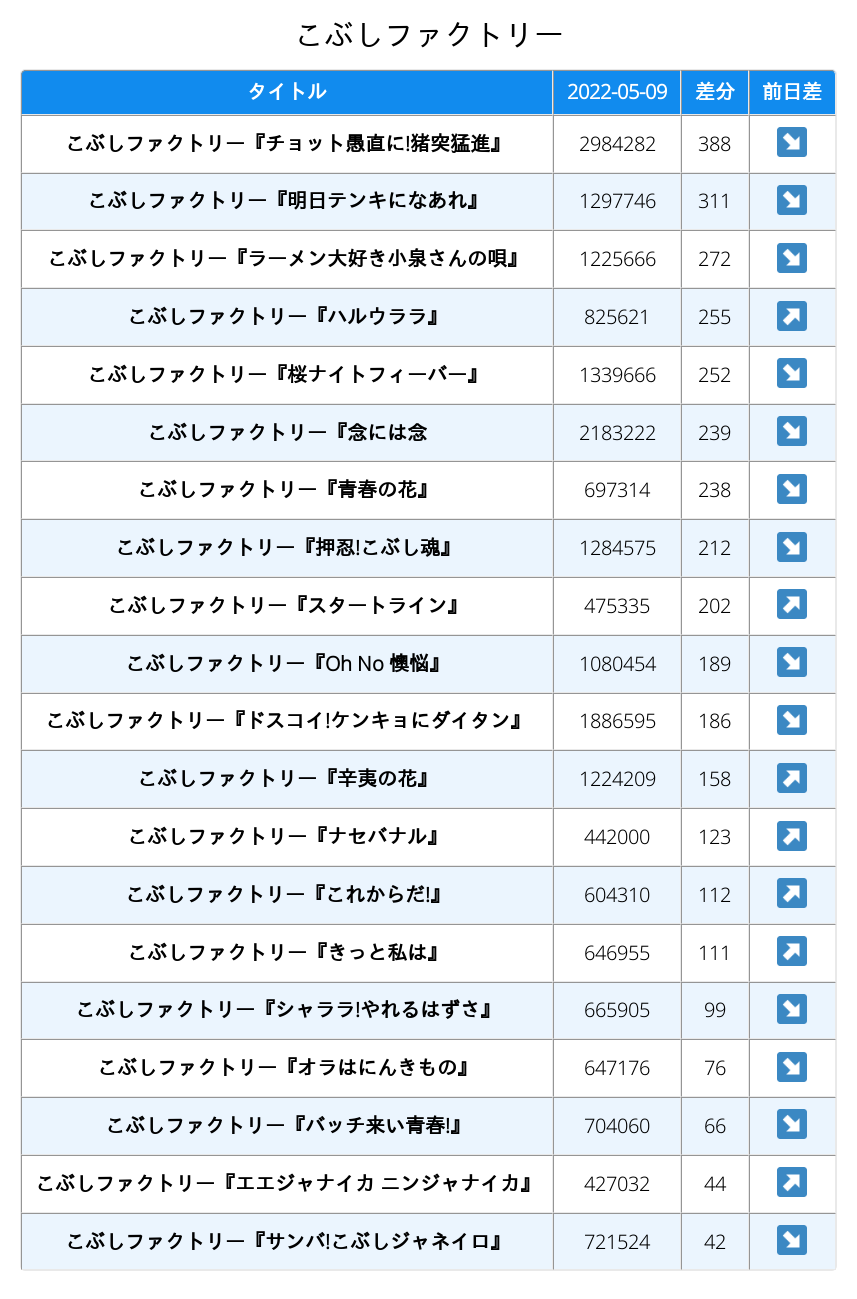 こぶしファクトリー
タイトル 2022-05-09 差分 前日差
こぶしファクトリー『チョット愚直に!猪突猛進』 2984282 388
こぶしファクトリー『明日テンキになあれ』 1297746 311
こぶしファクトリー『ラーメン大好き小泉さんの唄』 1225666 272
こぶしファクトリー『ハルウララ』 825621 255
こぶしファクトリー『桜ナイトフィーバー』 1339666 252
こぶしファクトリー『念には念 2183222 239
こぶしファクトリー『青春の花』 697314 238
こぶしファクトリー『押忍!こぶし魂』 1284575 212
こぶしファクトリー『スタートライン』 475335 202
こぶしファクトリー『Oh No 懊悩』 1080454 189
こぶしファクトリー『ドスコイ!ケンキョにダイタン』 1886595 186
こぶしファクトリー『辛夷の花』 1224209 158
こぶしファクトリー『ナセバナル』 442000 123
こぶしファクトリー『これからだ!』 604310 112
こぶしファクトリー『きっと私は』 646955 111
こぶしファクトリー『シャララ!やれるはずさ』 665905 99
こぶしファクトリー『オラはにんきもの』 647176 76
こぶしファクトリー『バッチ来い青春!』 704060 66
こぶしファクトリー『エエジャナイカ ニンジャナイカ』 427032 44
こぶしファクトリー『サンバ!こぶしジャネイロ』 721524 42